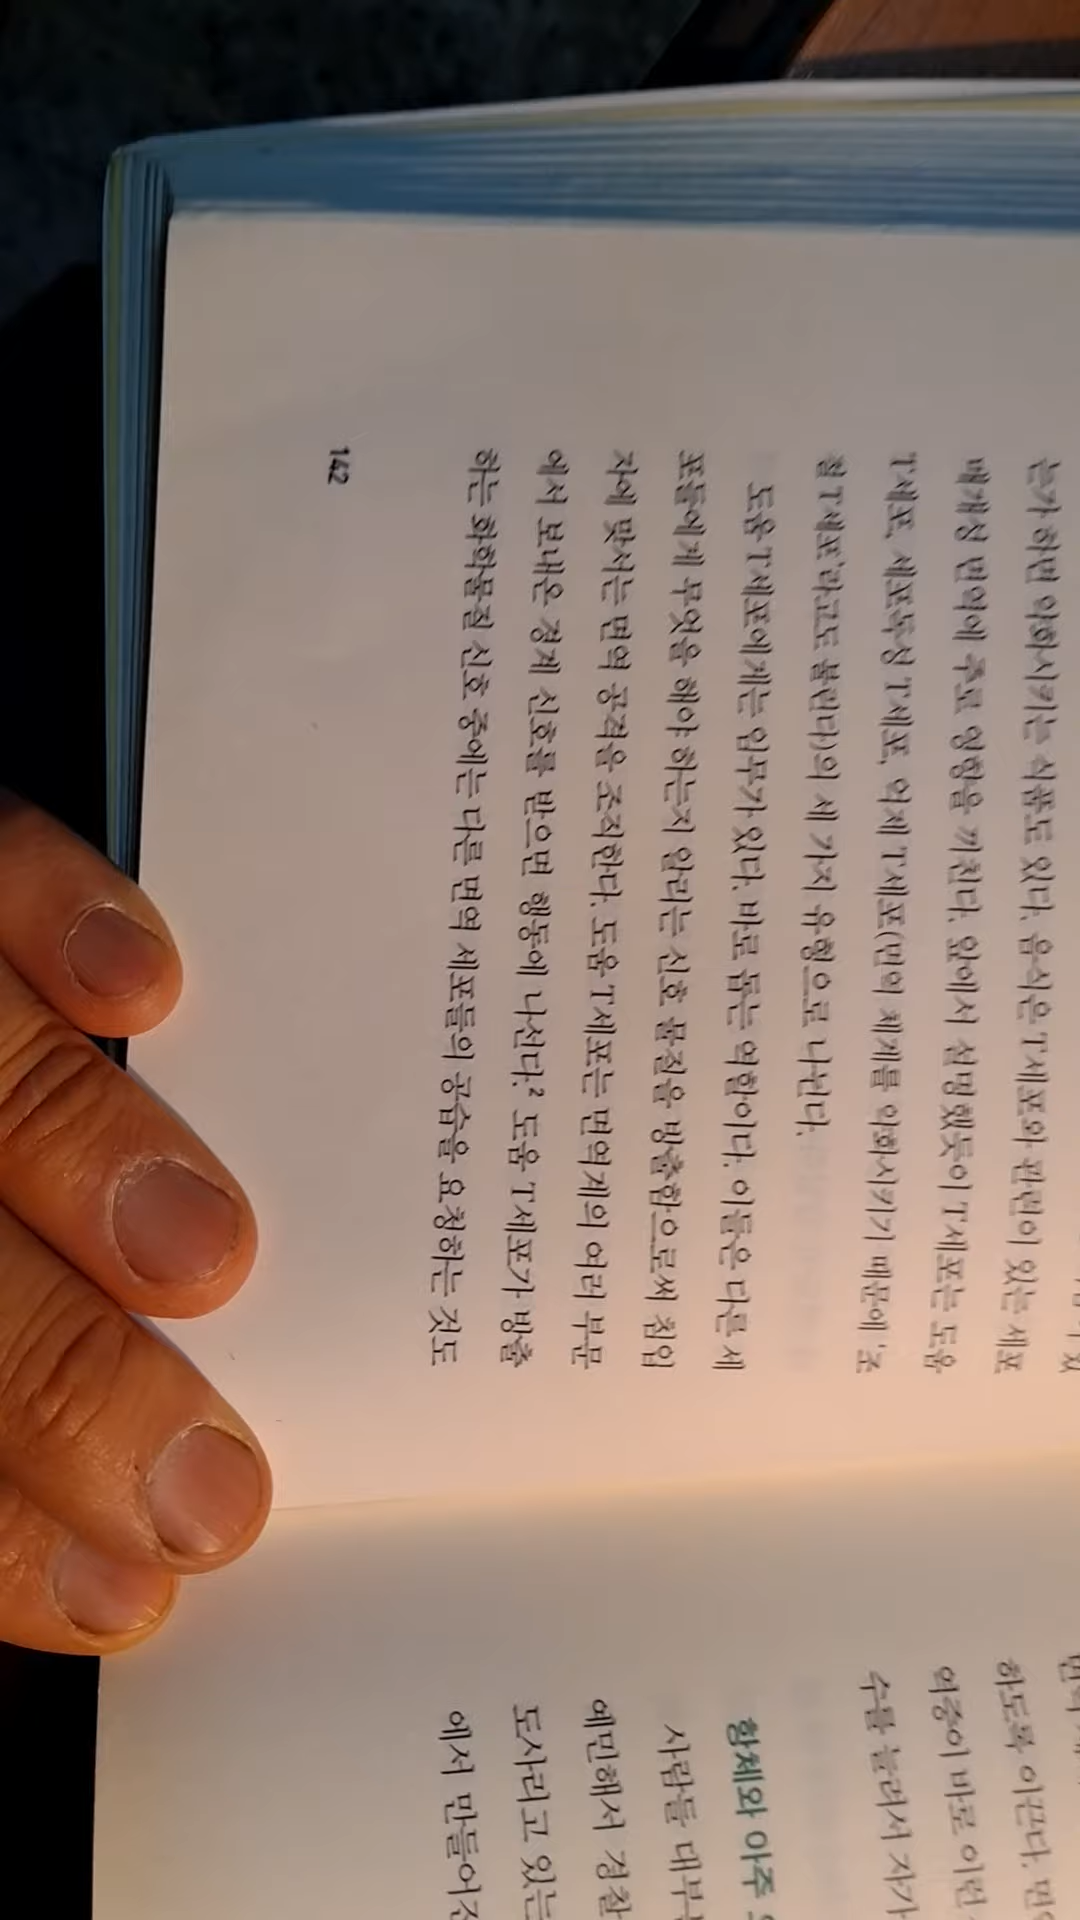 는가 하면 악화시키는 식품도 있다. 음식은 T세포와 관련이 있는 세포
매개성 면역에 주로 영향을 끼친다. 앞에서 설명했듯이 T세포는 도움
T세포, 세포독성 T세포, 억제 T세포(면역 체계를 약화시키기 때문에 '조
절 T세포'라고도 불린다)의 세 가지 유형으로 나뉜다.
도움 T세포에게는 임무가 있다. 바로 돕는 역할이다. 이들은 다른 세
포들에게 무엇을 해야 하는지 알리는 신호 물질을 방출함으로써 침입
자에 맞서는 면역 공격을 조직한다. 도움 T세포는 면역계의 여러 부문
에서 보내온 경계 신호를 받으면 행동에 나선다.² 도움 T세포가 방출
하는 화학물질 신호 중에는 다른 면역 세포들의 공습을 요청하는 것도
142
하도록 이끈다. 면
역증이 바로 이런
수를 늘려서 자가
항체와 아주
사람들 대부
예민해서 경찰
도사리고 있는
에서 만들어진